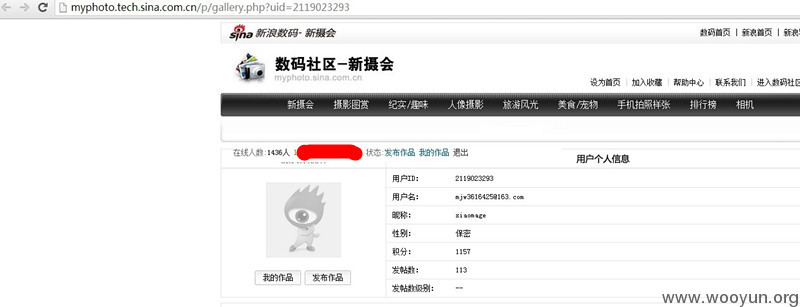 myphoto.tech.sina.com.cn/p/gallery.php?uid=2119023293
sina 新浪数码-新摄会
数码首页 | 新浪首页 | 新浪
数码社区-新摄会
myphoto.sina.com.cn
设为首页 | 加入收藏 | 帮助中心 | 联系我们 | 进入数码社区
新摄会 摄影图赏 纪实/趣味 人像摄影 旅游风光 美食/宠物 手机拍照样张 排行榜 相机
在线人数:1436人 状态:发布作品 我的作品 退出
用户个人信息
用户ID: 2119023293
用户名: mjw3616425@163.com
昵称: xiaomage
性别: 保密
积分: 1157
我的作品 发布作品
发帖数: 113
发帖数级别: --
www.wooyun.org